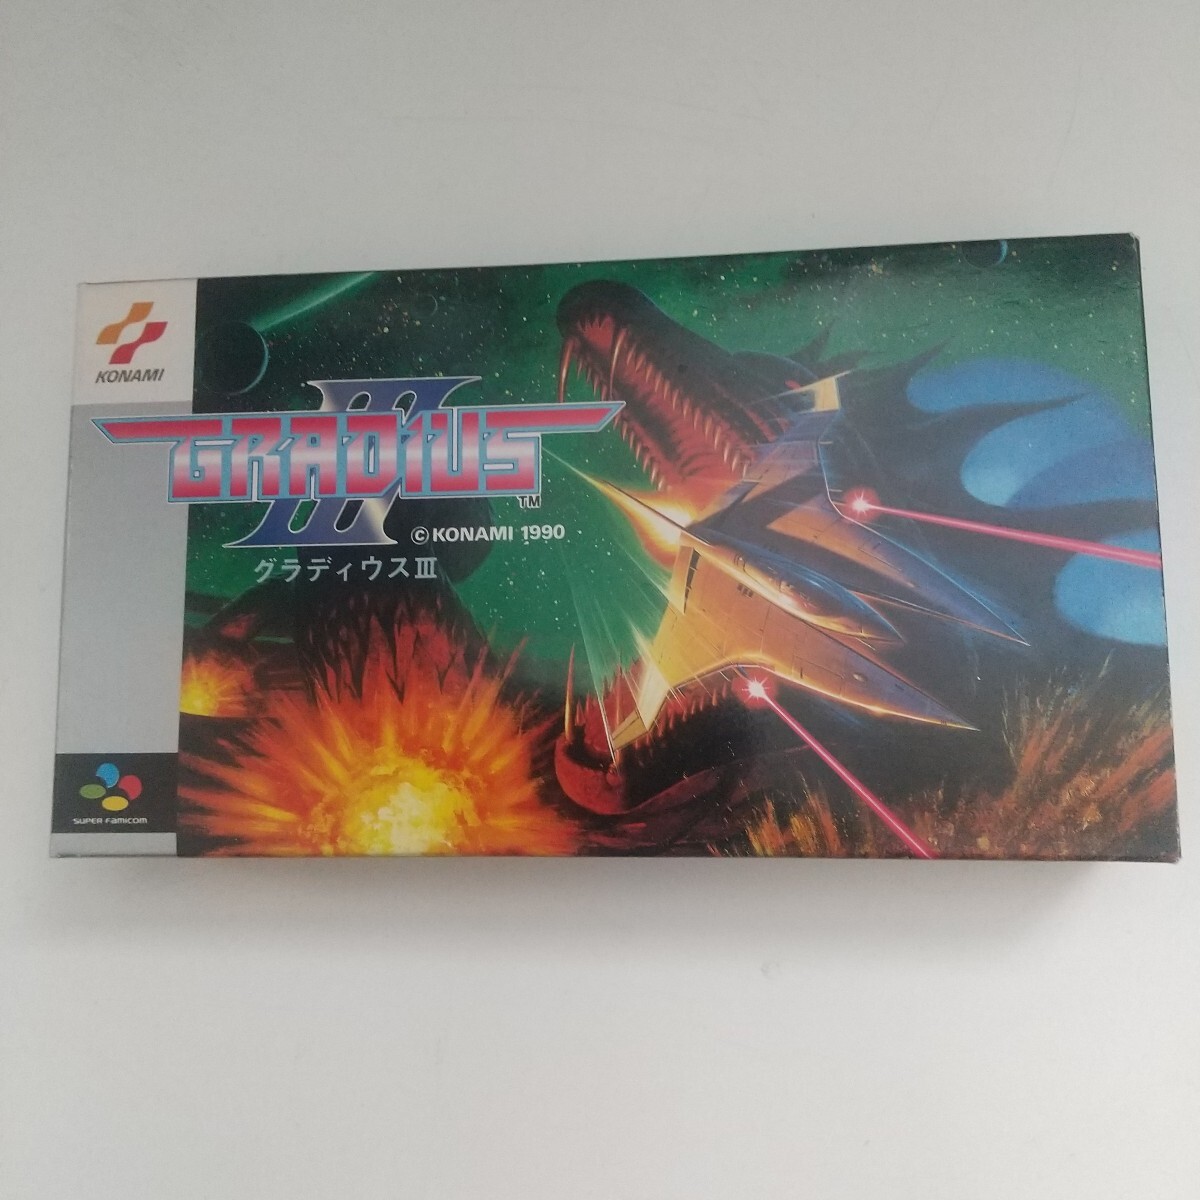 KONAMI
GRADIUS III
TM
© KONAMI 1990
グラディウスIII
SUPER Famicom